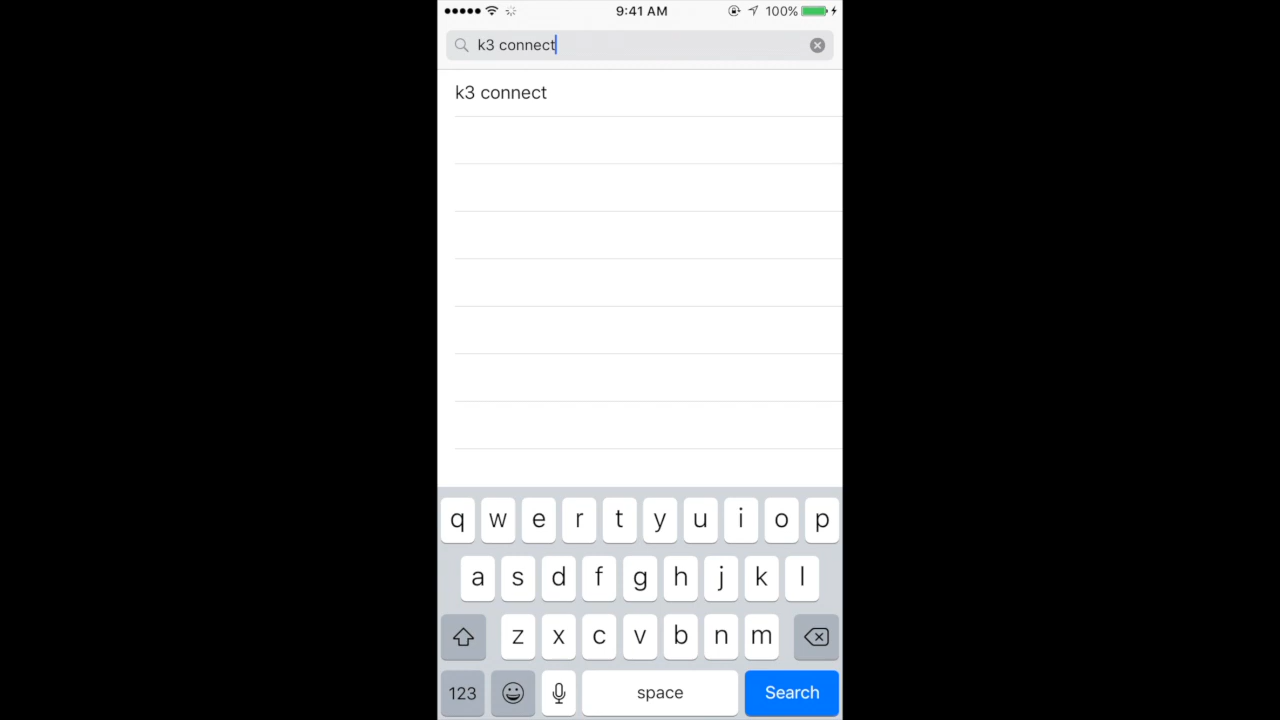 9:41 AM 100%
k3 connect
k3 connect
q w e r t y u i o p
a s d f g h j k l
z x c v b n m
123 space Search